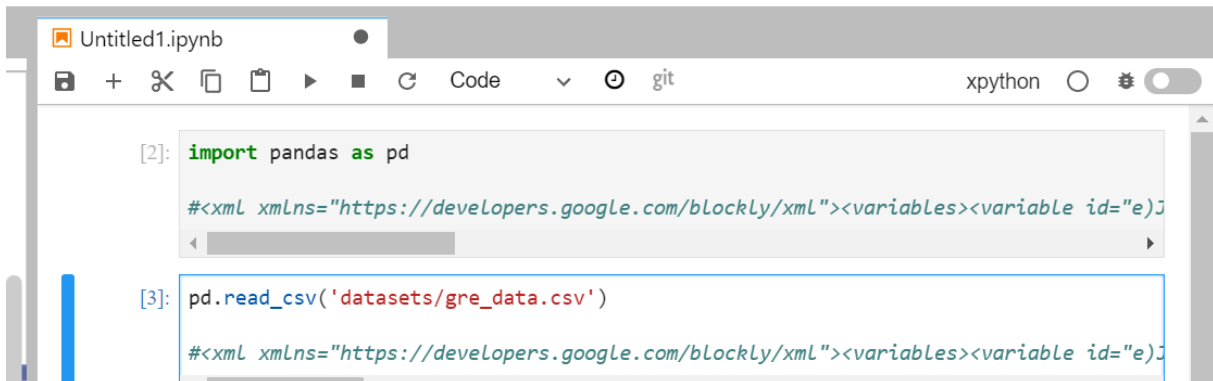 Untitled1.ipynb
Code git xpython
[2]: import pandas as pd
#<xml xmlns="https://developers.google.com/blockly/xml"><variables><variable id="e)J
[3]: pd.read_csv('datasets/gre_data.csv')
#<xml xmlns="https://developers.google.com/blockly/xml"><variables><variable id="e)J